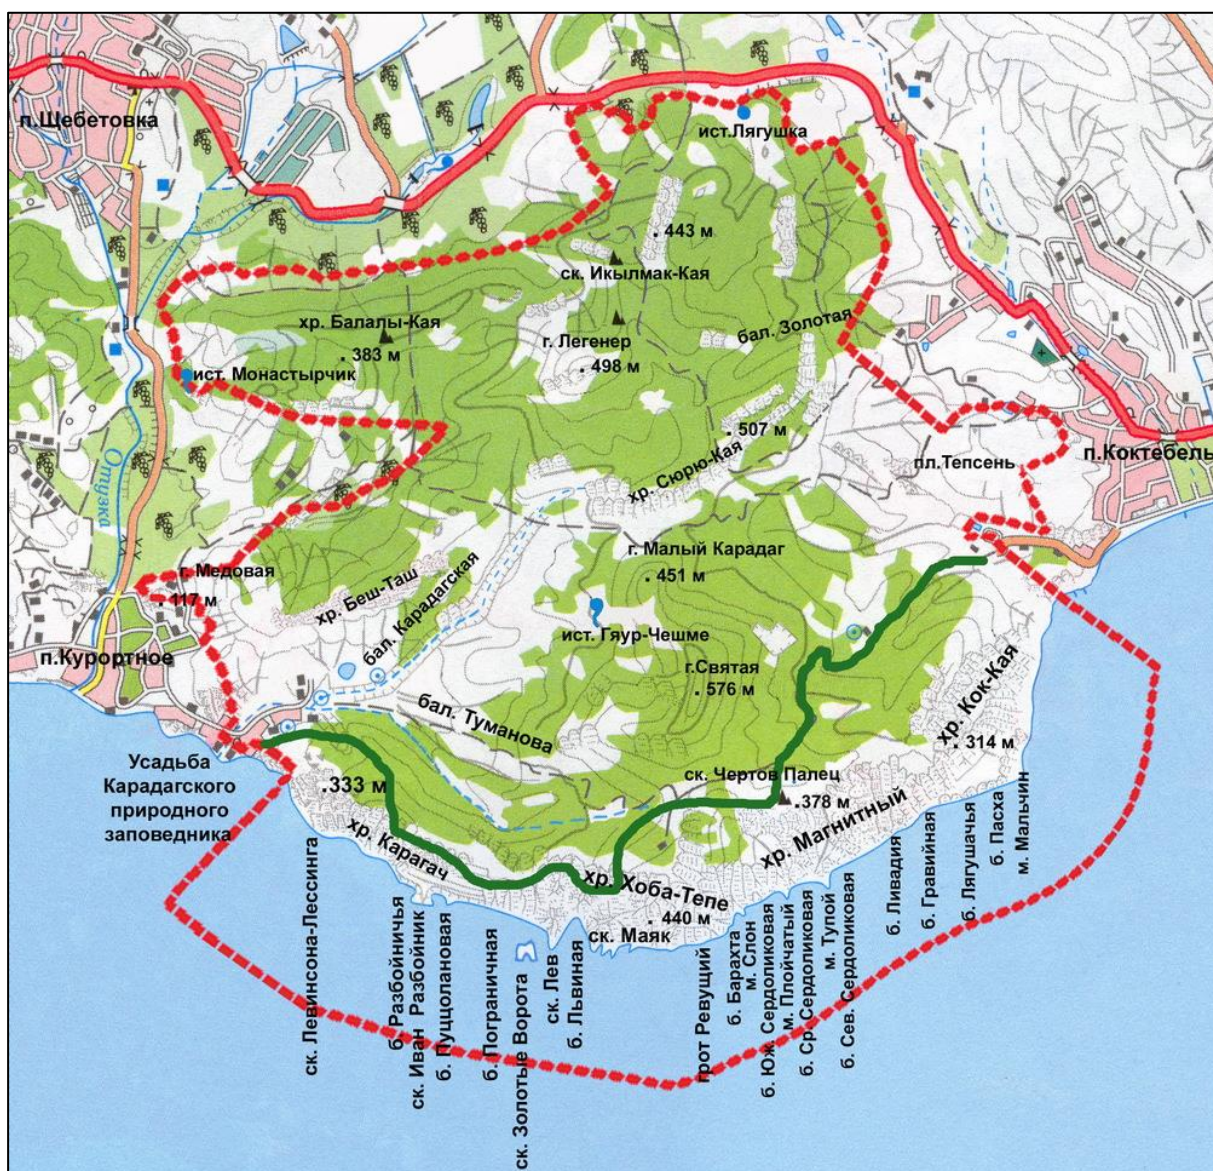 п.Щебетовка
ист.Лягушка
. 443 м
ск. Икылмак-Кая
хр. Балалы-Кая
. 383 м
г. Легенер
. 498 м
бал. Золотая
ист. Монастырчик
. 507 м
хр. Сюрю-Кая
пл.Тепсень
п.Коктебель
Отузка
г. Медовая
. 117 м
хр. Беш-Таш
бал. Карадагская
г. Малый Карадаг
. 451 м
ист. Гяур-Чешме
г.Святая
. 576 м
п.Курортное
бал. Туманова
хр. Кок-Кая
. 314 м
Усадьба
Карадагского
природного
заповедника
.333 м
ск. Чертов Палец
.378 м
хр. Магнитный
хр. Карагач
хр. Хоба-Тепе
. 440 м
ск. Маяк
ск. Левинсона-Лессинга
б. Разбойничья
ск. Иван Разбойник
б. Пуццолановая
б. Пограничная
ск. Золотые Ворота
ск. Лев
б. Львиная
грот Ревущий
б. Барахта
м. Слон
б. Юж. Сердоликовая
м. Плойчатый
б. Ср. Сердоликовая
м. Тупой
б. Сев. Сердоликовая
б. Ливадия
б. Гравийная
б. Лягушачья
б. Пасха
м. Мальчин